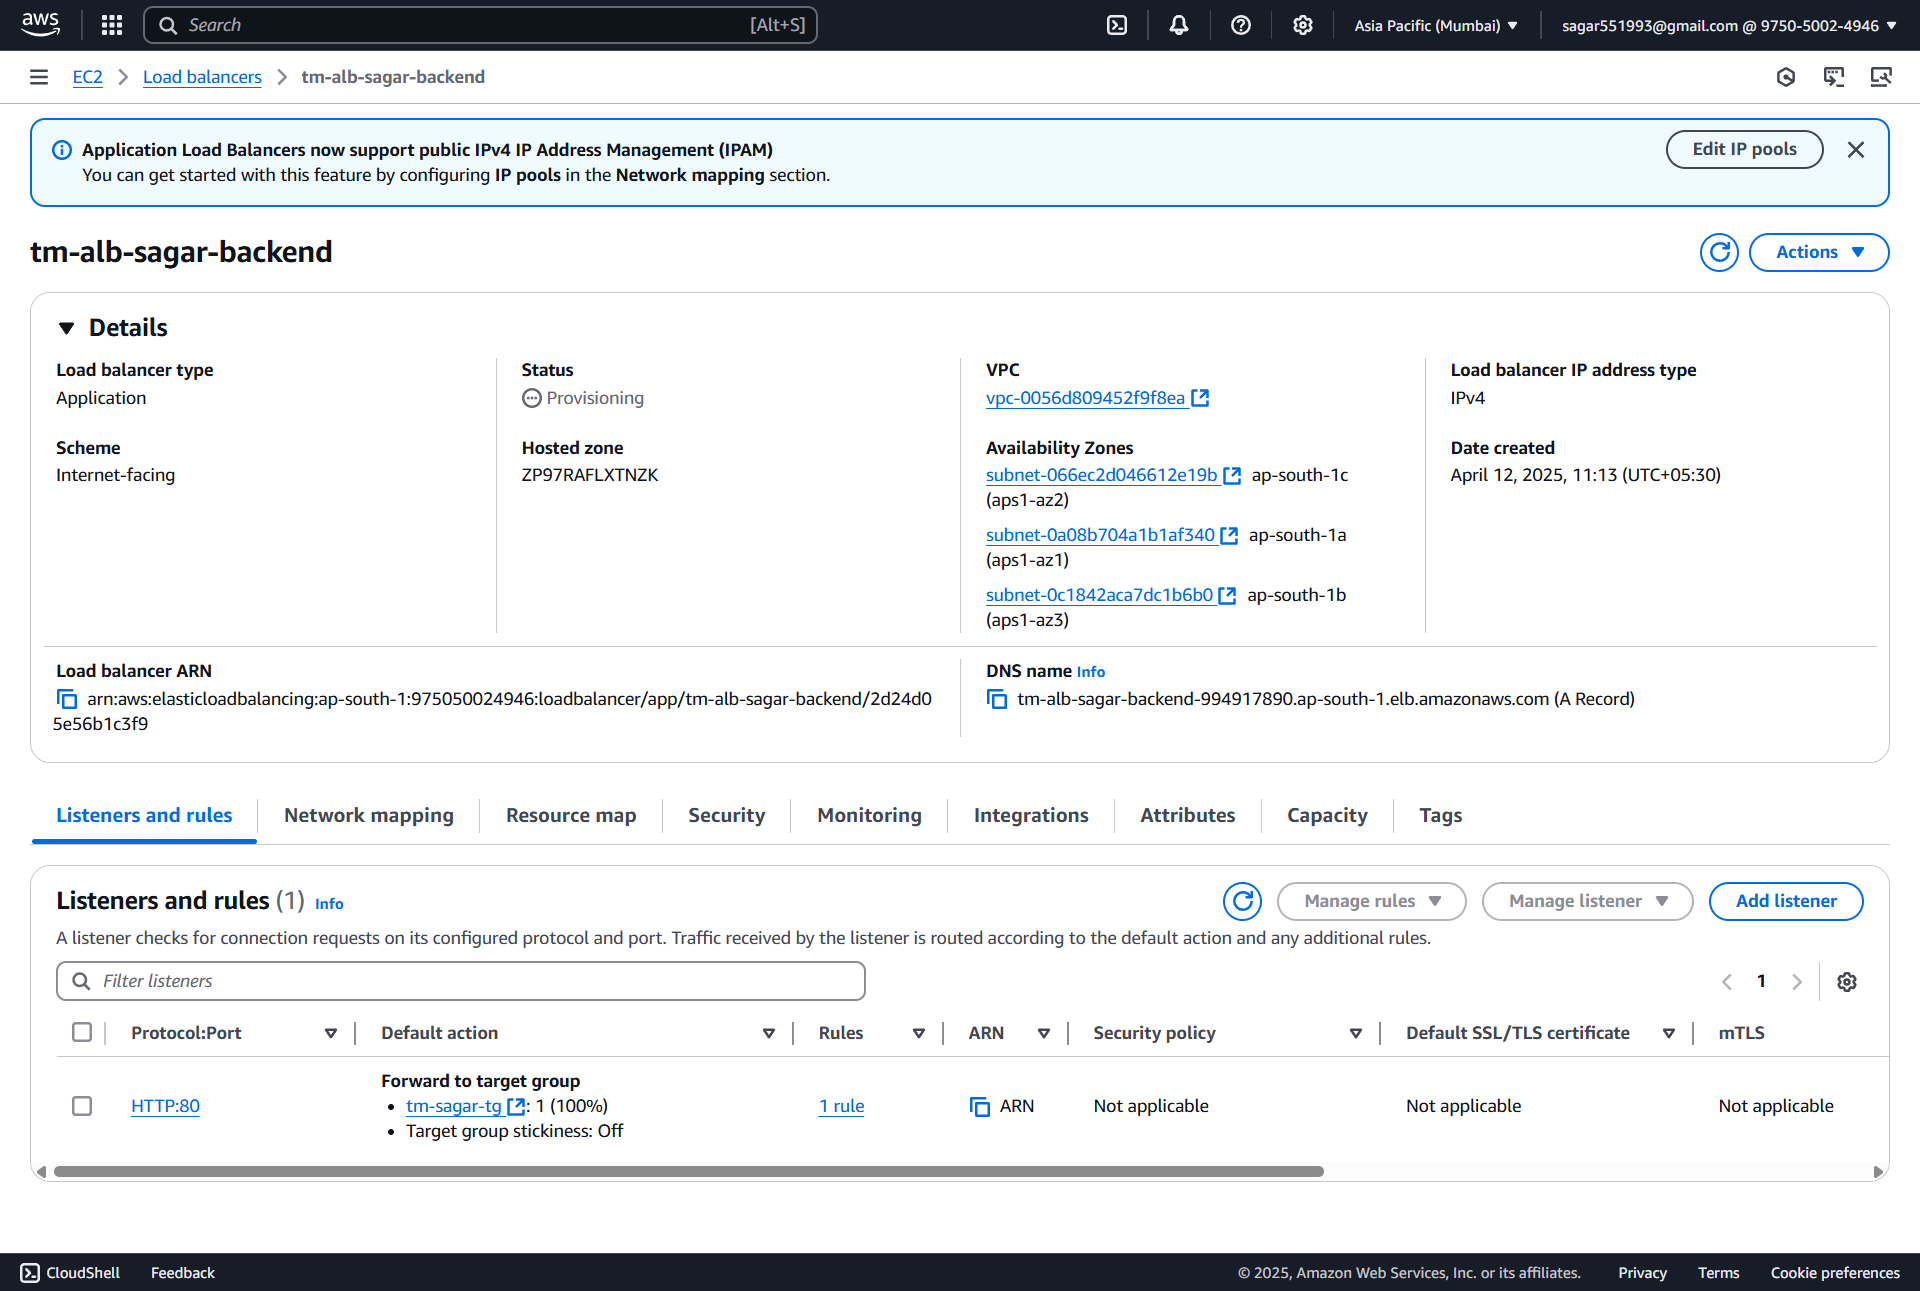 aws
Search [Alt+S]
Asia Pacific (Mumbai)
sagar551993@gmail.com @ 9750-5002-4946
EC2
Load balancers
tm-alb-sagar-backend
Application Load Balancers now support public IPv4 IP Address Management (IPAM)
You can get started with this feature by configuring IP pools in the Network mapping section.
Edit IP pools
tm-alb-sagar-backend
Actions
Details
Load balancer type
Application
Scheme
Internet-facing
Status
Provisioning
Hosted zone
ZP97RAFLXTNZK
VPC
vpc-0056d809452f9f8ea
Availability Zones
subnet-066ec2d046612e19b ap-south-1c
(aps1-az2)
subnet-0a08b704a1b1af340 ap-south-1a
(aps1-az1)
subnet-0c1842aca7dc1b6b0 ap-south-1b
(aps1-az3)
Load balancer IP address type
IPv4
Date created
April 12, 2025, 11:13 (UTC+05:30)
Load balancer ARN
arn:aws:elasticloadbalancing:ap-south-1:975050024946:loadbalancer/app/tm-alb-sagar-backend/2d24d0
5e56b1c3f9
DNS name Info
tm-alb-sagar-backend-994917890.ap-south-1.elb.amazonaws.com (A Record)
Listeners and rules
Network mapping
Resource map
Security
Monitoring
Integrations
Attributes
Capacity
Tags
Listeners and rules (1) Info
Manage rules
Manage listener
Add listener
A listener checks for connection requests on its configured protocol and port. Traffic received by the listener is routed according to the default action and any additional rules.
Filter listeners
1
Protocol:Port Default action Rules ARN Security policy Default SSL/TLS certificate mTLS
Forward to target group
HTTP:80 • tm-sagar-tg : 1 (100%) 1 rule ARN Not applicable Not applicable Not applicable
• Target group stickiness: Off
CloudShell Feedback © 2025, Amazon Web Services, Inc. or its affiliates. Privacy Terms Cookie preferences